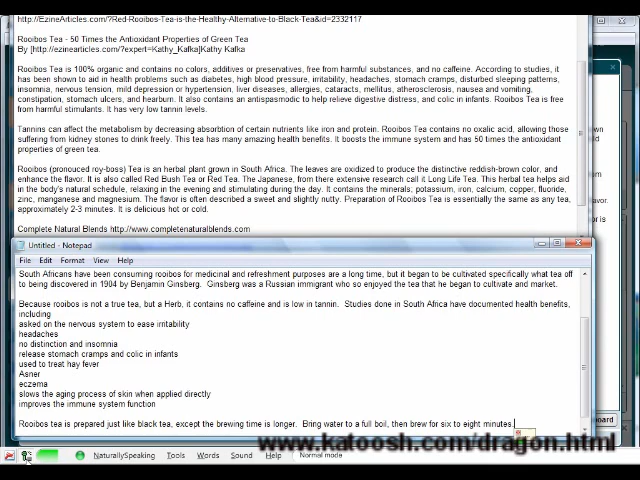 http://EzineArticles.com/?Red-Rooibos-Tea-is-the-Healthy-Alternative-to-Black-Tea&id=2332117
Rooibos Tea - 50 Times the Antioxidant Properties of Green Tea
By [http://ezinearticles.com/?expert=Kathy_Kafka]Kathy Kafka
Rooibos Tea is 100% organic and contains no colors, additives or preservatives, free from harmful substances, and no caffeine. According to studies, it
has been shown to aid in health problems such as diabetes, high blood pressure, irritability, headaches, stomach cramps, disturbed sleeping patterns,
insomnia, nervous tension, mild depression or hypertension, liver diseases, allergies, cataracts, mellitus, atherosclerosis, nausea and vomiting,
constipation, stomach ulcers, and hearburn. It also contains an antispasmodic to help relieve digestive distress, and colic in infants. Rooibos Tea is free
from harmful stimulants. It has very low tannin levels.
Tannins can affect the metabolism by decreasing absorbtion of certain nutrients like iron and protein. Rooibos Tea contains no oxalic acid, allowing those
suffering from kidney stones to drink freely. This tea has many amazing health benefits. It boosts the immune system and has 50 times the antioxidant
properties of green tea.
Rooibos (pronouced roy-boss) Tea is an herbal plant grown in South Africa. The leaves are oxidized to produce the distinctive reddish-brown color, and
enhance the flavor. It is also called Red Bush Tea or Red Tea. The Japanese, from there extensive research call it Long Life Tea. This herbal tea helps aid
in the body's natural schedule, relaxing in the evening and stimulating during the day. It contains the minerals; potassium, iron, calcium, copper, fluoride,
zinc, manganese and magnesium. The flavor is often described a sweet and slightly nutty. Preparation of Rooibos Tea is essentially the same as any tea,
approximately 2-3 minutes. It is delicious hot or cold.
Complete Natural Blends http://www.completenaturalblends.com
Untitled - Notepad
File Edit Format View Help
South Africans have been consuming rooibos for medicinal and refreshment purposes are a long time, but it began to be cultivated specifically what tea off
to being discovered in 1904 by Benjamin Ginsberg. Ginsberg was a Russian immigrant who so enjoyed the tea that he began to cultivate and market.
Because rooibos is not a true tea, but a Herb, it contains no caffeine and is low in tannin. Studies done in South Africa have documented health benefits,
including
asked on the nervous system to ease irritability
headaches
no distinction and insomnia
release stomach cramps and colic in infants
used to treat hay fever
Asner
eczema
slows the aging process of skin when applied directly
improves the immune system function
Rooibos tea is prepared just like black tea, except the brewing time is longer. Bring water to a full boil, then brew for six to eight minutes.
www.katoosh.com/dragon.html
NaturallySpeaking Tools Words Sound Help Normal mode